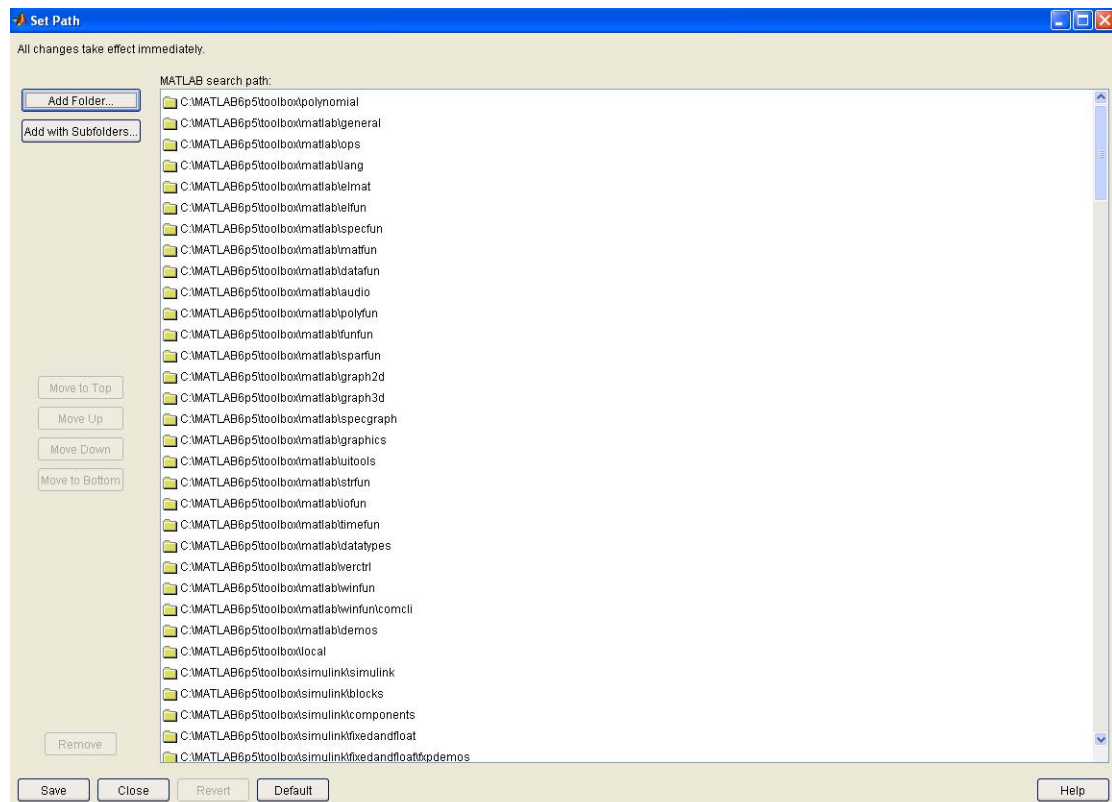 Set Path
All changes take effect immediately.
MATLAB search path:
Add Folder...
Add with Subfolders...
Move to Top
Move Up
Move Down
Move to Bottom
Remove
C:\MATLAB6p5\toolbox\polynomial
C:\MATLAB6p5\toolbox\matlab\general
C:\MATLAB6p5\toolbox\matlab\ops
C:\MATLAB6p5\toolbox\matlab\lang
C:\MATLAB6p5\toolbox\matlab\elmat
C:\MATLAB6p5\toolbox\matlab\elfun
C:\MATLAB6p5\toolbox\matlab\specfun
C:\MATLAB6p5\toolbox\matlab\matfun
C:\MATLAB6p5\toolbox\matlab\datafun
C:\MATLAB6p5\toolbox\matlab\audio
C:\MATLAB6p5\toolbox\matlab\polyfun
C:\MATLAB6p5\toolbox\matlab\funfun
C:\MATLAB6p5\toolbox\matlab\sparfun
C:\MATLAB6p5\toolbox\matlab\graph2d
C:\MATLAB6p5\toolbox\matlab\graph3d
C:\MATLAB6p5\toolbox\matlab\specgraph
C:\MATLAB6p5\toolbox\matlab\graphics
C:\MATLAB6p5\toolbox\matlab\uitools
C:\MATLAB6p5\toolbox\matlab\strfun
C:\MATLAB6p5\toolbox\matlab\iofun
C:\MATLAB6p5\toolbox\matlab\timefun
C:\MATLAB6p5\toolbox\matlab\datatypes
C:\MATLAB6p5\toolbox\matlab\verctrl
C:\MATLAB6p5\toolbox\matlab\winfun
C:\MATLAB6p5\toolbox\matlab\winfun\comcli
C:\MATLAB6p5\toolbox\matlab\demos
C:\MATLAB6p5\toolbox\local
C:\MATLAB6p5\toolbox\simulink\simulink
C:\MATLAB6p5\toolbox\simulink\blocks
C:\MATLAB6p5\toolbox\simulink\components
C:\MATLAB6p5\toolbox\simulink\fixedandfloat
C:\MATLAB6p5\toolbox\simulink\fixedandfloat\fxpdemos
Save
Close
Revert
Default
Help